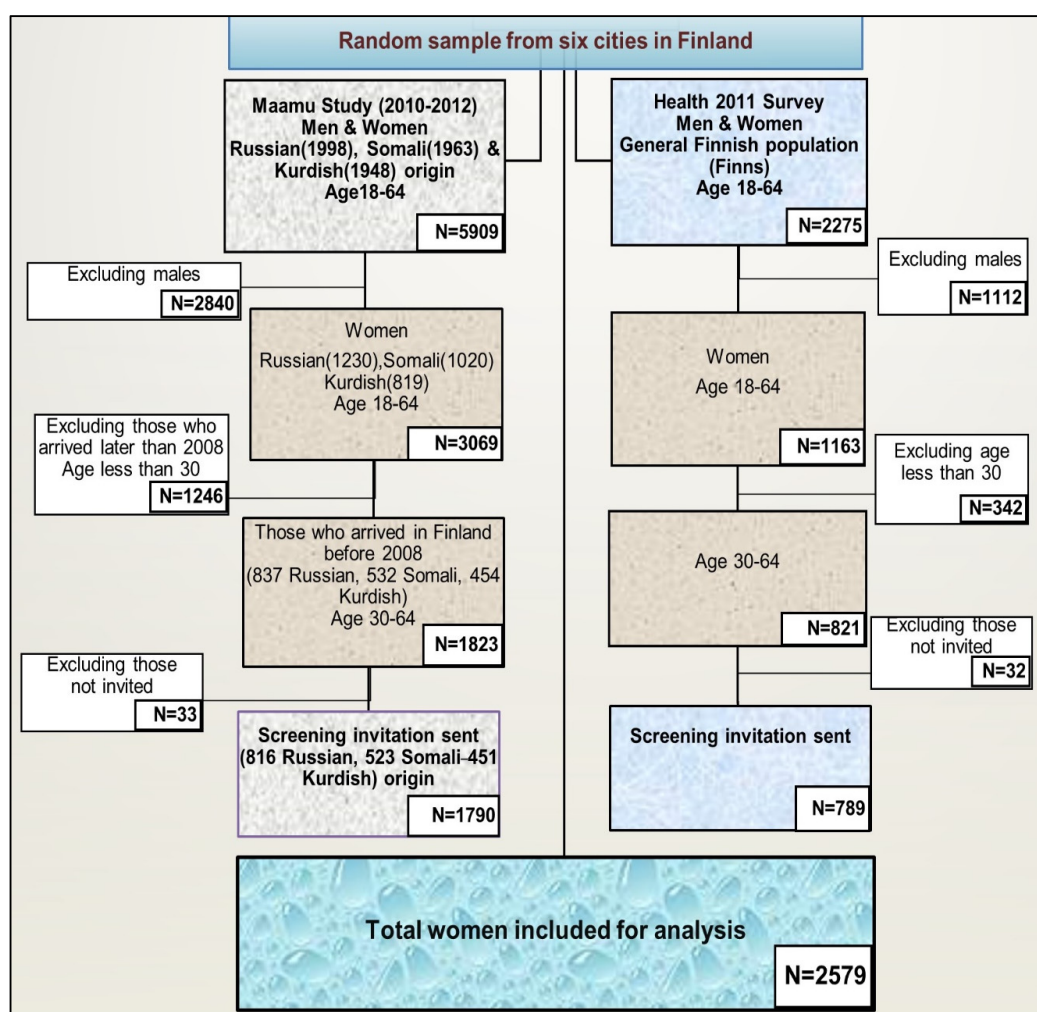 Random sample from six cities in Finland
Maamu Study (2010-2012)
Men & Women
Russian(1998), Somali(1963) &
Kurdish(1948) origin
Age18-64
N=5909
Health 2011 Survey
Men & Women
General Finnish population
(Finns)
Age 18-64
N=2275
Excluding males
N=2840
Excluding males
N=1112
Women
Russian(1230),Somali(1020)
Kurdish(819)
Age 18-64
N=3069
Women
Age 18-64
N=1163
Excluding those who
arrived later than 2008
Age less than 30
N=1246
Excluding age
less than 30
N=342
Those who arrived in Finland
before 2008
(837 Russian, 532 Somali, 454
Kurdish)
Age 30-64
N=1823
Age 30-64
N=821
Excluding those
not invited
N=33
Excluding those
not invited
N=32
Screening invitation sent
(816 Russian, 523 Somali-451
Kurdish) origin
N=1790
Screening invitation sent
N=789
Total women included for analysis
N=2579